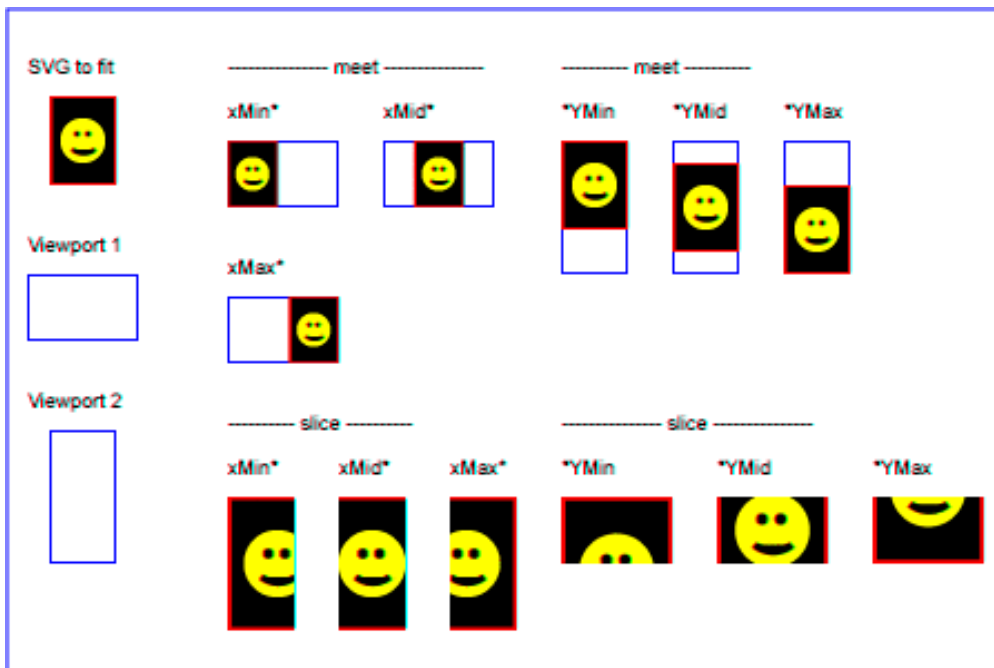 SVG to fit
--------------- meet ---------------
---------- meet ----------
xMin*
xMid*
*YMin
*YMid
*YMax
Viewport 1
xMax*
Viewport 2
---------- slice ----------
--------------- slice ---------------
xMin*
xMid*
xMax*
*YMin
*YMid
*YMax